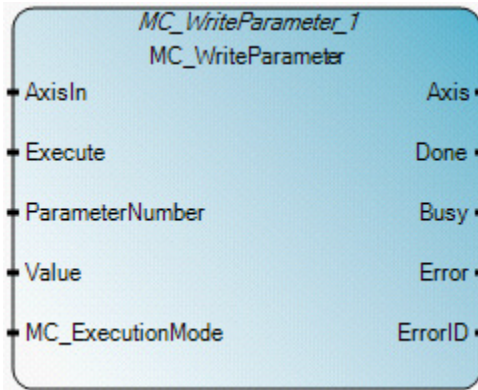 MC_WriteParameter_1
MC_WriteParameter
AxisIn Axis
Execute Done
ParameterNumber Busy
Value Error
MC_ExecutionMode ErrorID